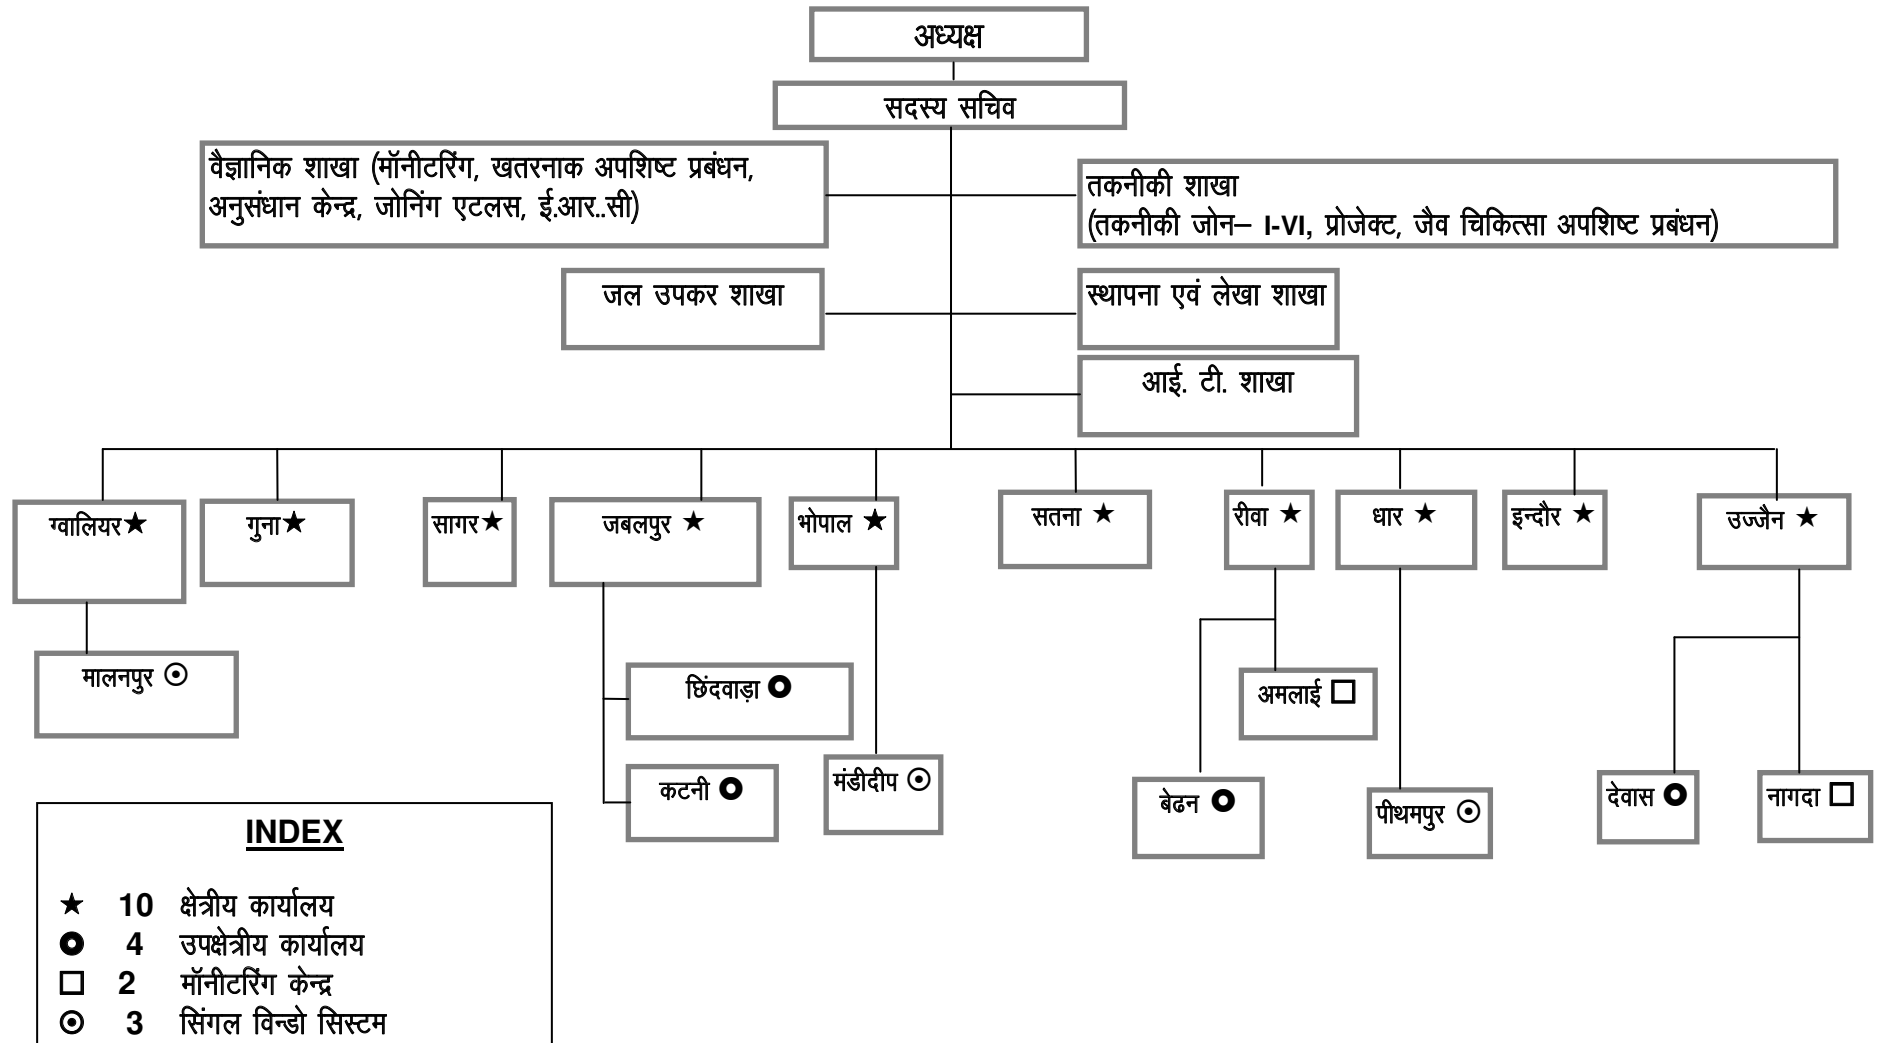 अध्यक्ष
सदस्य सचिव
वैज्ञानिक शाखा (मॉनीटरिंग, खतरनाक अपशिष्ट प्रबंधन,
अनुसंधान केन्द्र, जोनिंग एटलस, ई.आर..सी)
तकनीकी शाखा
(तकनीकी जोन– I-VI, प्रोजेक्ट, जैव चिकित्सा अपशिष्ट प्रबंधन)
जल उपकर शाखा
स्थापना एवं लेखा शाखा
आई. टी. शाखा
ग्वालियर ★
गुना ★
सागर ★
जबलपुर ★
भोपाल ★
सतना ★
रीवा ★
धार ★
इन्दौर ★
उज्जैन ★
मालनपुर ☉
छिंदवाड़ा ⭘
अमलाई □
कटनी ⭘
मंडीदीप ☉
बेढन ⭘
पीथमपुर ☉
देवास ⭘
नागदा □
INDEX
★ 10 क्षेत्रीय कार्यालय
⭘ 4 उपक्षेत्रीय कार्यालय
□ 2 मॉनीटरिंग केन्द्र
☉ 3 सिंगल विन्डो सिस्टम